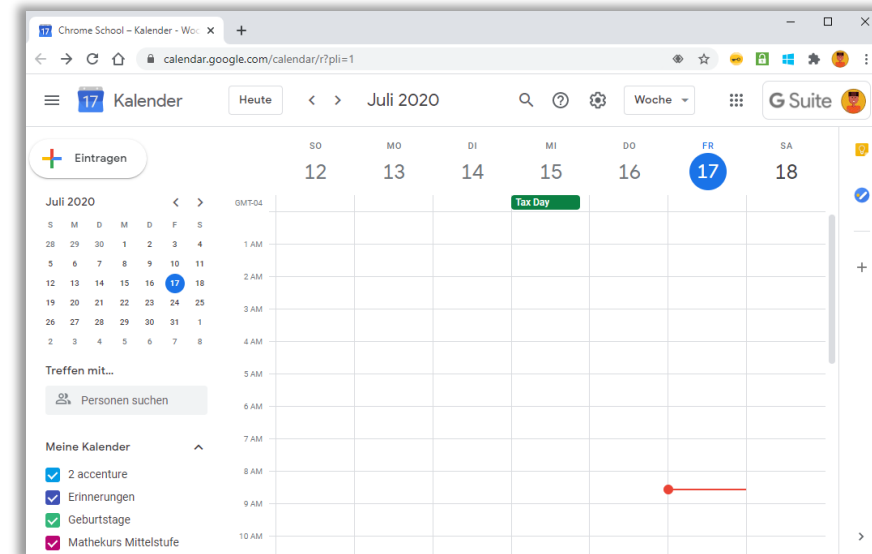 17 Chrome School – Kalender - Woc × +
calendar.google.com/calendar/r?pli=1
17 Kalender Heute Juli 2020 Woche G Suite
Eintragen
SO MO DI MI DO FR SA
12 13 14 15 16 17 18
GMT-04 Tax Day
Juli 2020
S M D M D F S
28 29 30 1 2 3 4
5 6 7 8 9 10 11
12 13 14 15 16 17 18
19 20 21 22 23 24 25
26 27 28 29 30 31 1
2 3 4 5 6 7 8
Treffen mit...
Personen suchen
Meine Kalender
2 accenture
Erinnerungen
Geburtstage
Mathekurs Mittelstufe
1 AM
2 AM
3 AM
4 AM
5 AM
6 AM
7 AM
8 AM
9 AM
10 AM